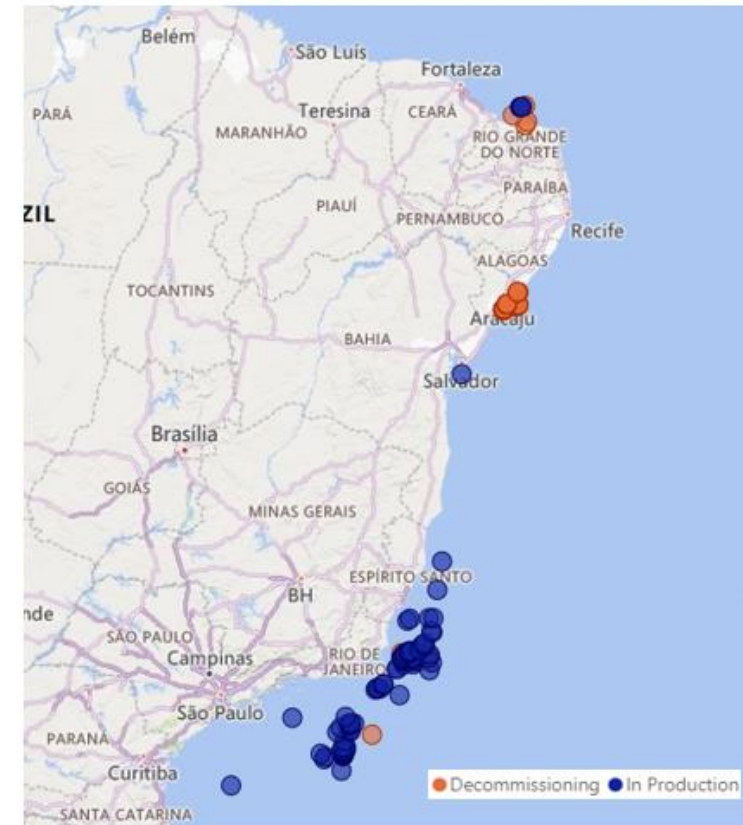 Belém
São Luís
Fortaleza
PARÁ
Teresina
CEARÁ
MARANHÃO
RIO GRANDE
DO NORTE
PARAÍBA
PIAUÍ
PERNAMBUCO
ZIL
Recife
ALAGOAS
TOCANTINS
Aracaju
BAHIA
Salvador
Brasília
GOIÁS
MINAS GERAIS
ESPÍRITO SANTO
BH
nde
SÃO PAULO
Campinas
RIO DE
JANEIRO
São Paulo
PARANÁ
Curitiba
Decommissioning In Production
SANTA CATARINA